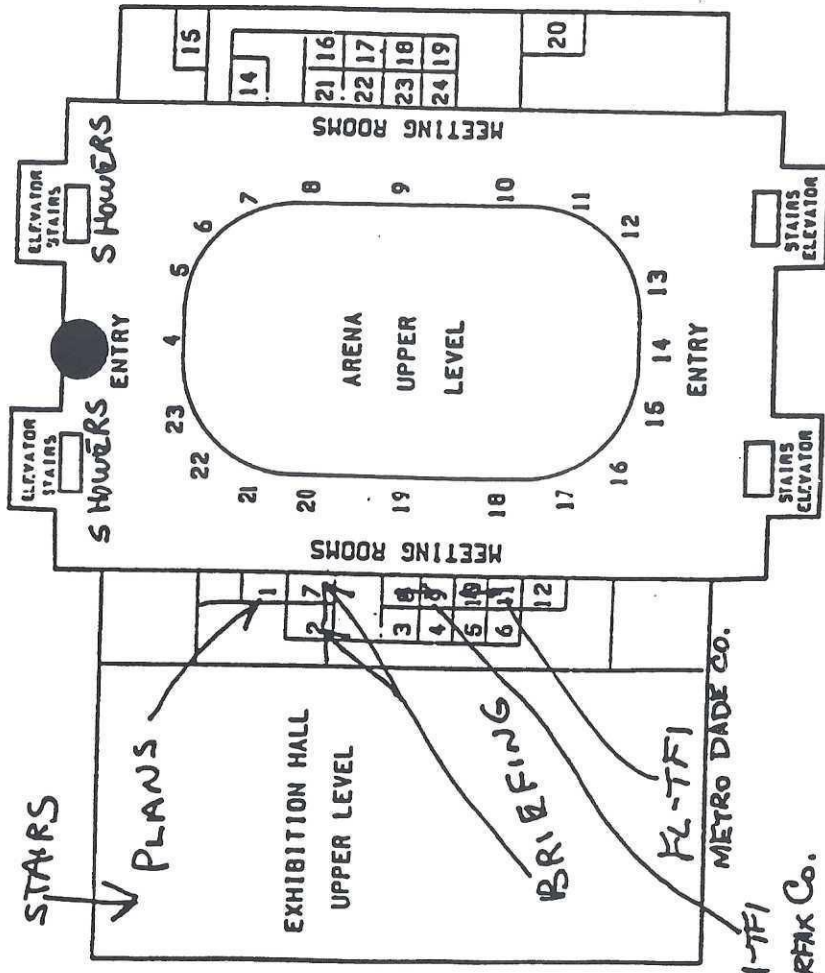 15
14
16
17
18
19
21
22
23
24
20
MEETING ROOMS
ELEVATOR
STAIRS
SHOWERS
ENTRY
ELEVATOR
STAIRS
SHOWERS
4
5
6
7
8
9
10
11
12
13
14
15
16
17
18
19
20
21
22
23
ARENA
UPPER
LEVEL
ENTRY
STAIRS
ELEVATOR
STAIRS
ELEVATOR
MEETING ROOMS
1
7
2
3
8
4
9
5
10
6
11
12
EXHIBITION HALL
UPPER LEVEL
STAIRS
PLANS
BRIEFING
FL-TF1
METRO DADE CO.
-TF1
Co.